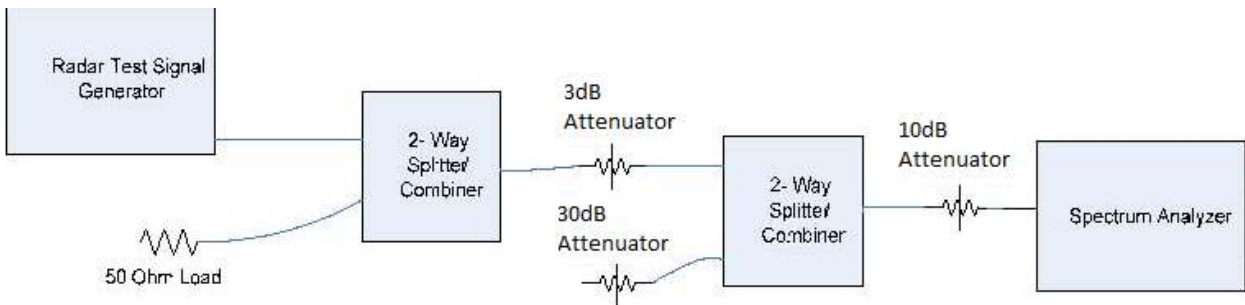 Radar Test Signal
Generator
50 Ohm Load
2- Way
Splitter/
Combiner
3dB
Attenuator
30dB
Attenuator
2- Way
Splitter/
Combiner
10dB
Attenuator
Spectrum Analyzer